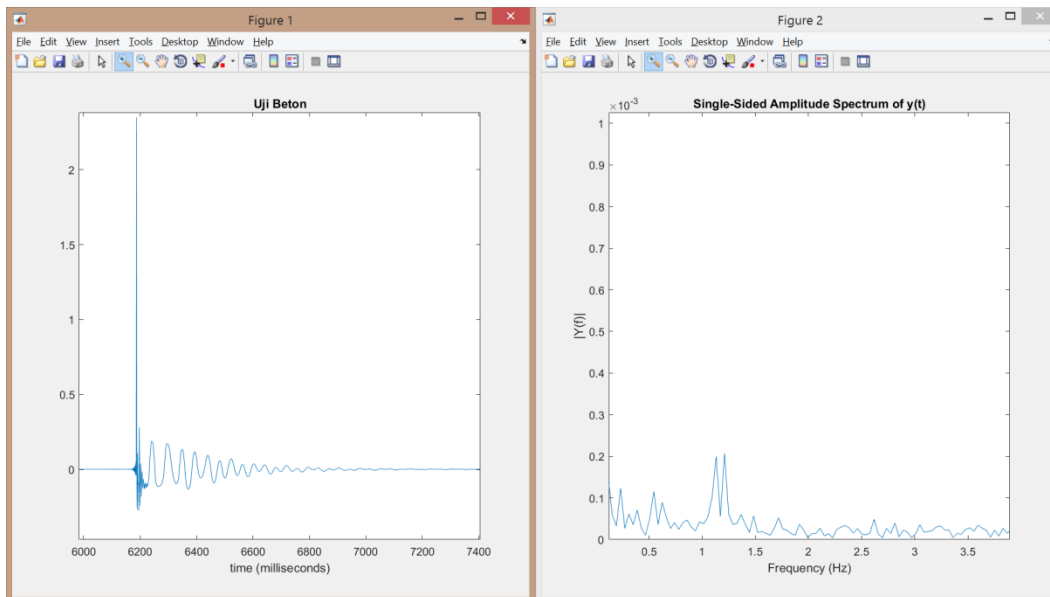 Figure 1
File Edit View Insert Tools Desktop Window Help
Uji Beton
2
1.5
1
0.5
0
6000 6200 6400 6600 6800 7000 7200 7400
time (milliseconds)
Figure 2
File Edit View Insert Tools Desktop Window Help
×10⁻³
Single-Sided Amplitude Spectrum of y(t)
1
0.9
0.8
0.7
0.6
0.5
0.4
0.3
0.2
0.1
0
|Y(f)|
0.5 1 1.5 2 2.5 3 3.5
Frequency (Hz)